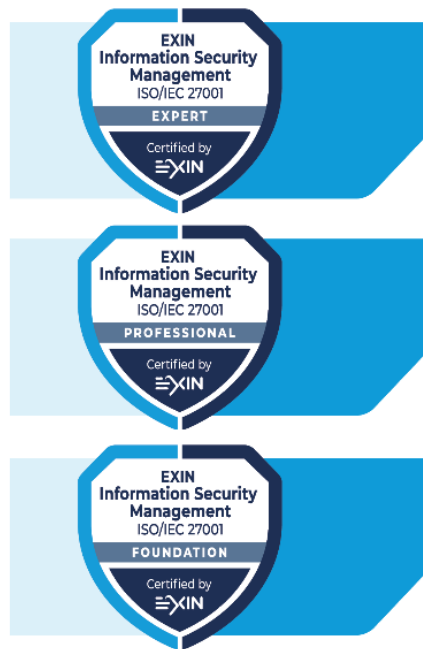 EXIN
Information Security
Management
ISO/IEC 27001
EXPERT
Certified by
EXIN
EXIN
Information Security
Management
ISO/IEC 27001
PROFESSIONAL
Certified by
EXIN
EXIN
Information Security
Management
ISO/IEC 27001
FOUNDATION
Certified by
EXIN